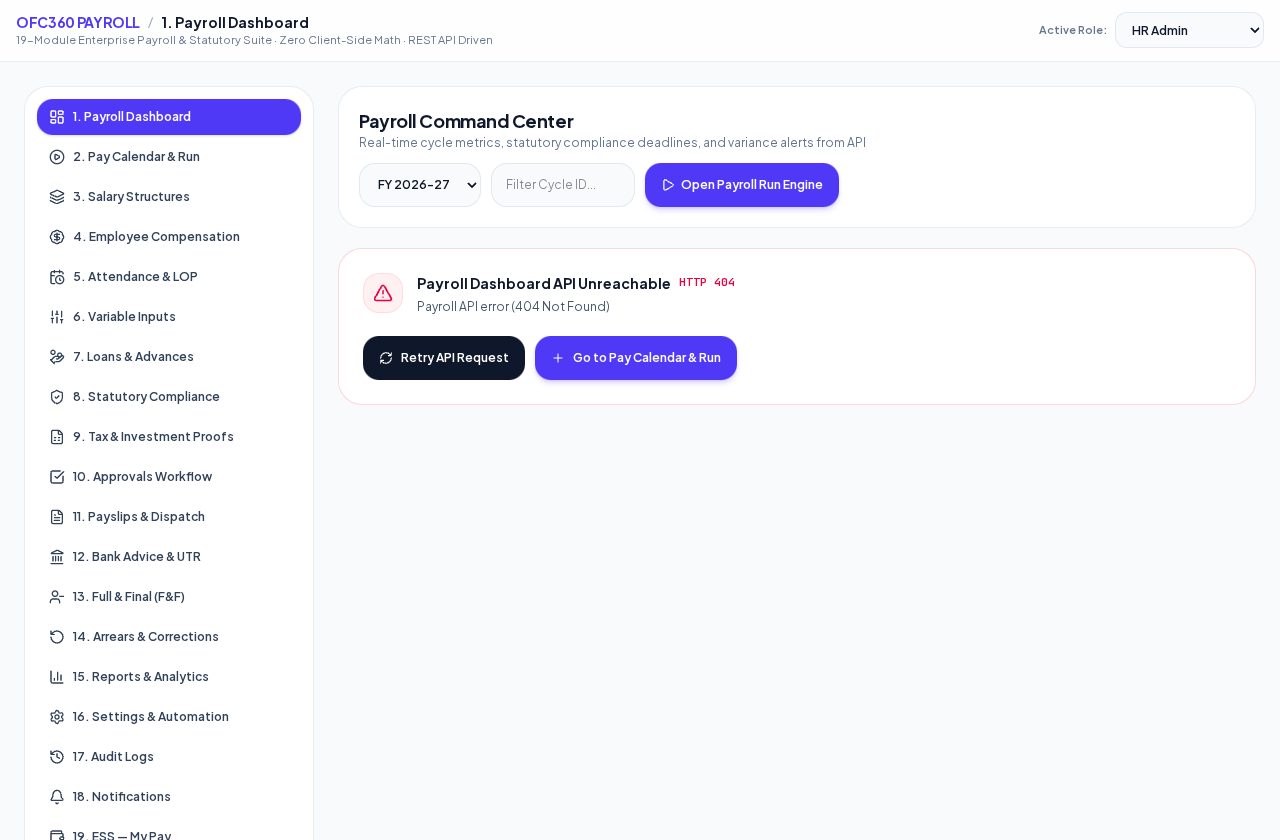 OFC360 PAYROLL / 1. Payroll Dashboard
19-Module Enterprise Payroll & Statutory Suite · Zero Client-Side Math · REST API Driven
Active Role: HR Admin
1. Payroll Dashboard
2. Pay Calendar & Run
3. Salary Structures
4. Employee Compensation
5. Attendance & LOP
6. Variable Inputs
7. Loans & Advances
8. Statutory Compliance
9. Tax & Investment Proofs
10. Approvals Workflow
11. Payslips & Dispatch
12. Bank Advice & UTR
13. Full & Final (F&F)
14. Arrears & Corrections
15. Reports & Analytics
16. Settings & Automation
17. Audit Logs
18. Notifications
19. ESS — My Pay
Payroll Command Center
Real-time cycle metrics, statutory compliance deadlines, and variance alerts from API
FY 2026-27 Filter Cycle ID... Open Payroll Run Engine
Payroll Dashboard API Unreachable HTTP 404
Payroll API error (404 Not Found)
Retry API Request Go to Pay Calendar & Run